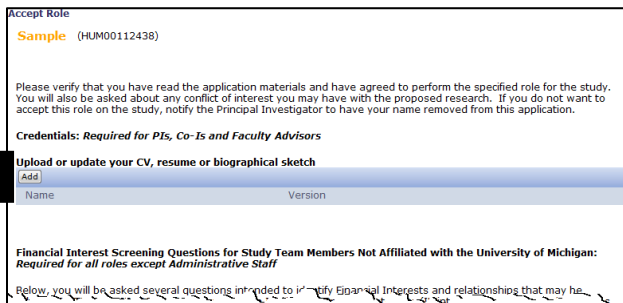 Accept Role
Sample (HUM00112438)
Please verify that you have read the application materials and have agreed to perform the specified role for the study.
You will also be asked about any conflict of interest you may have with the proposed research. If you do not want to
accept this role on the study, notify the Principal Investigator to have your name removed from this application.
Credentials: Required for PIs, Co-Is and Faculty Advisors
Upload or update your CV, resume or biographical sketch
Add
Name Version
Financial Interest Screening Questions for Study Team Members Not Affiliated with the University of Michigan:
Required for all roles except Administrative Staff
Below, you will be asked several questions intended to identify Financial Interests and relationships that may be